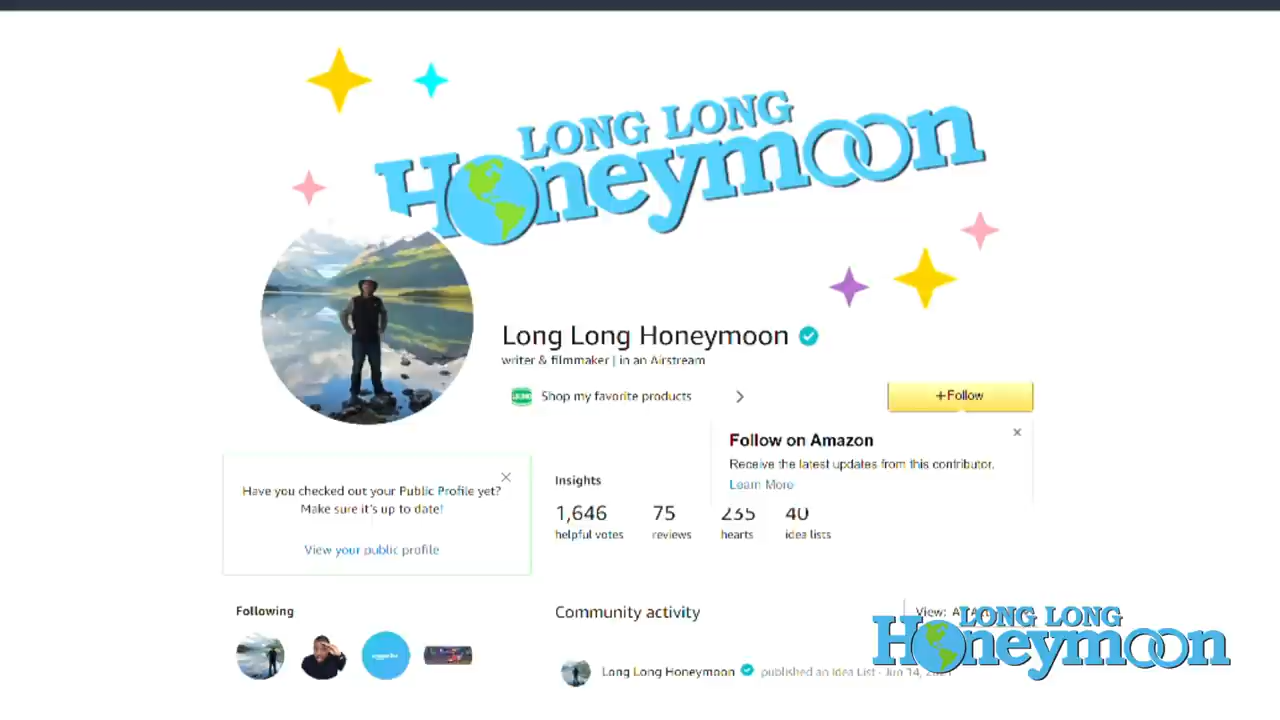 LONG LONG
Honeymoon
Long Long Honeymoon
writer & filmmaker | in an Airstream
Shop my favorite products
+Follow
Follow on Amazon
Receive the latest updates from this contributor.
Learn More
Have you checked out your Public Profile yet?
Make sure it's up to date!
View your public profile
Insights
1,646 75 235 40
helpful votes reviews hearts idea lists
Following
Community activity
View:
Long Long Honeymoon published an Idea List · Jun 14,
LONG LONG
Honeymoon